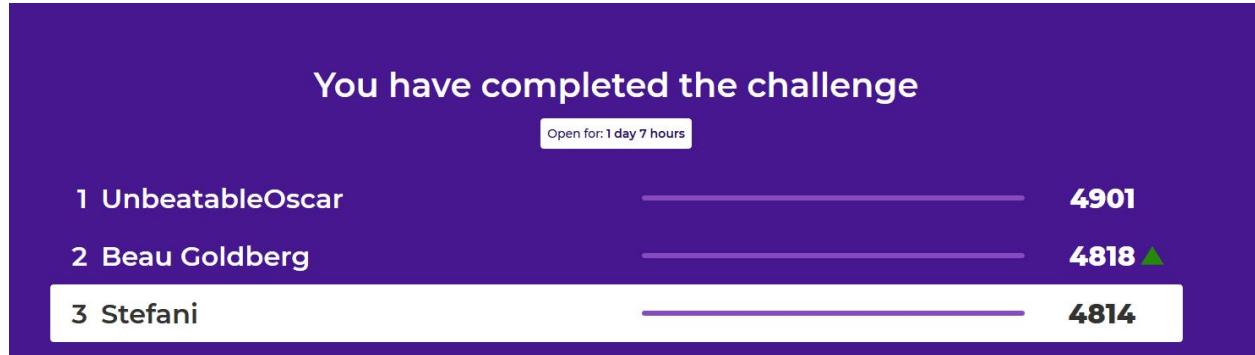 You have completed the challenge
Open for: 1 day 7 hours
1 UnbeatableOscar 4901
2 Beau Goldberg 4818
3 Stefani 4814